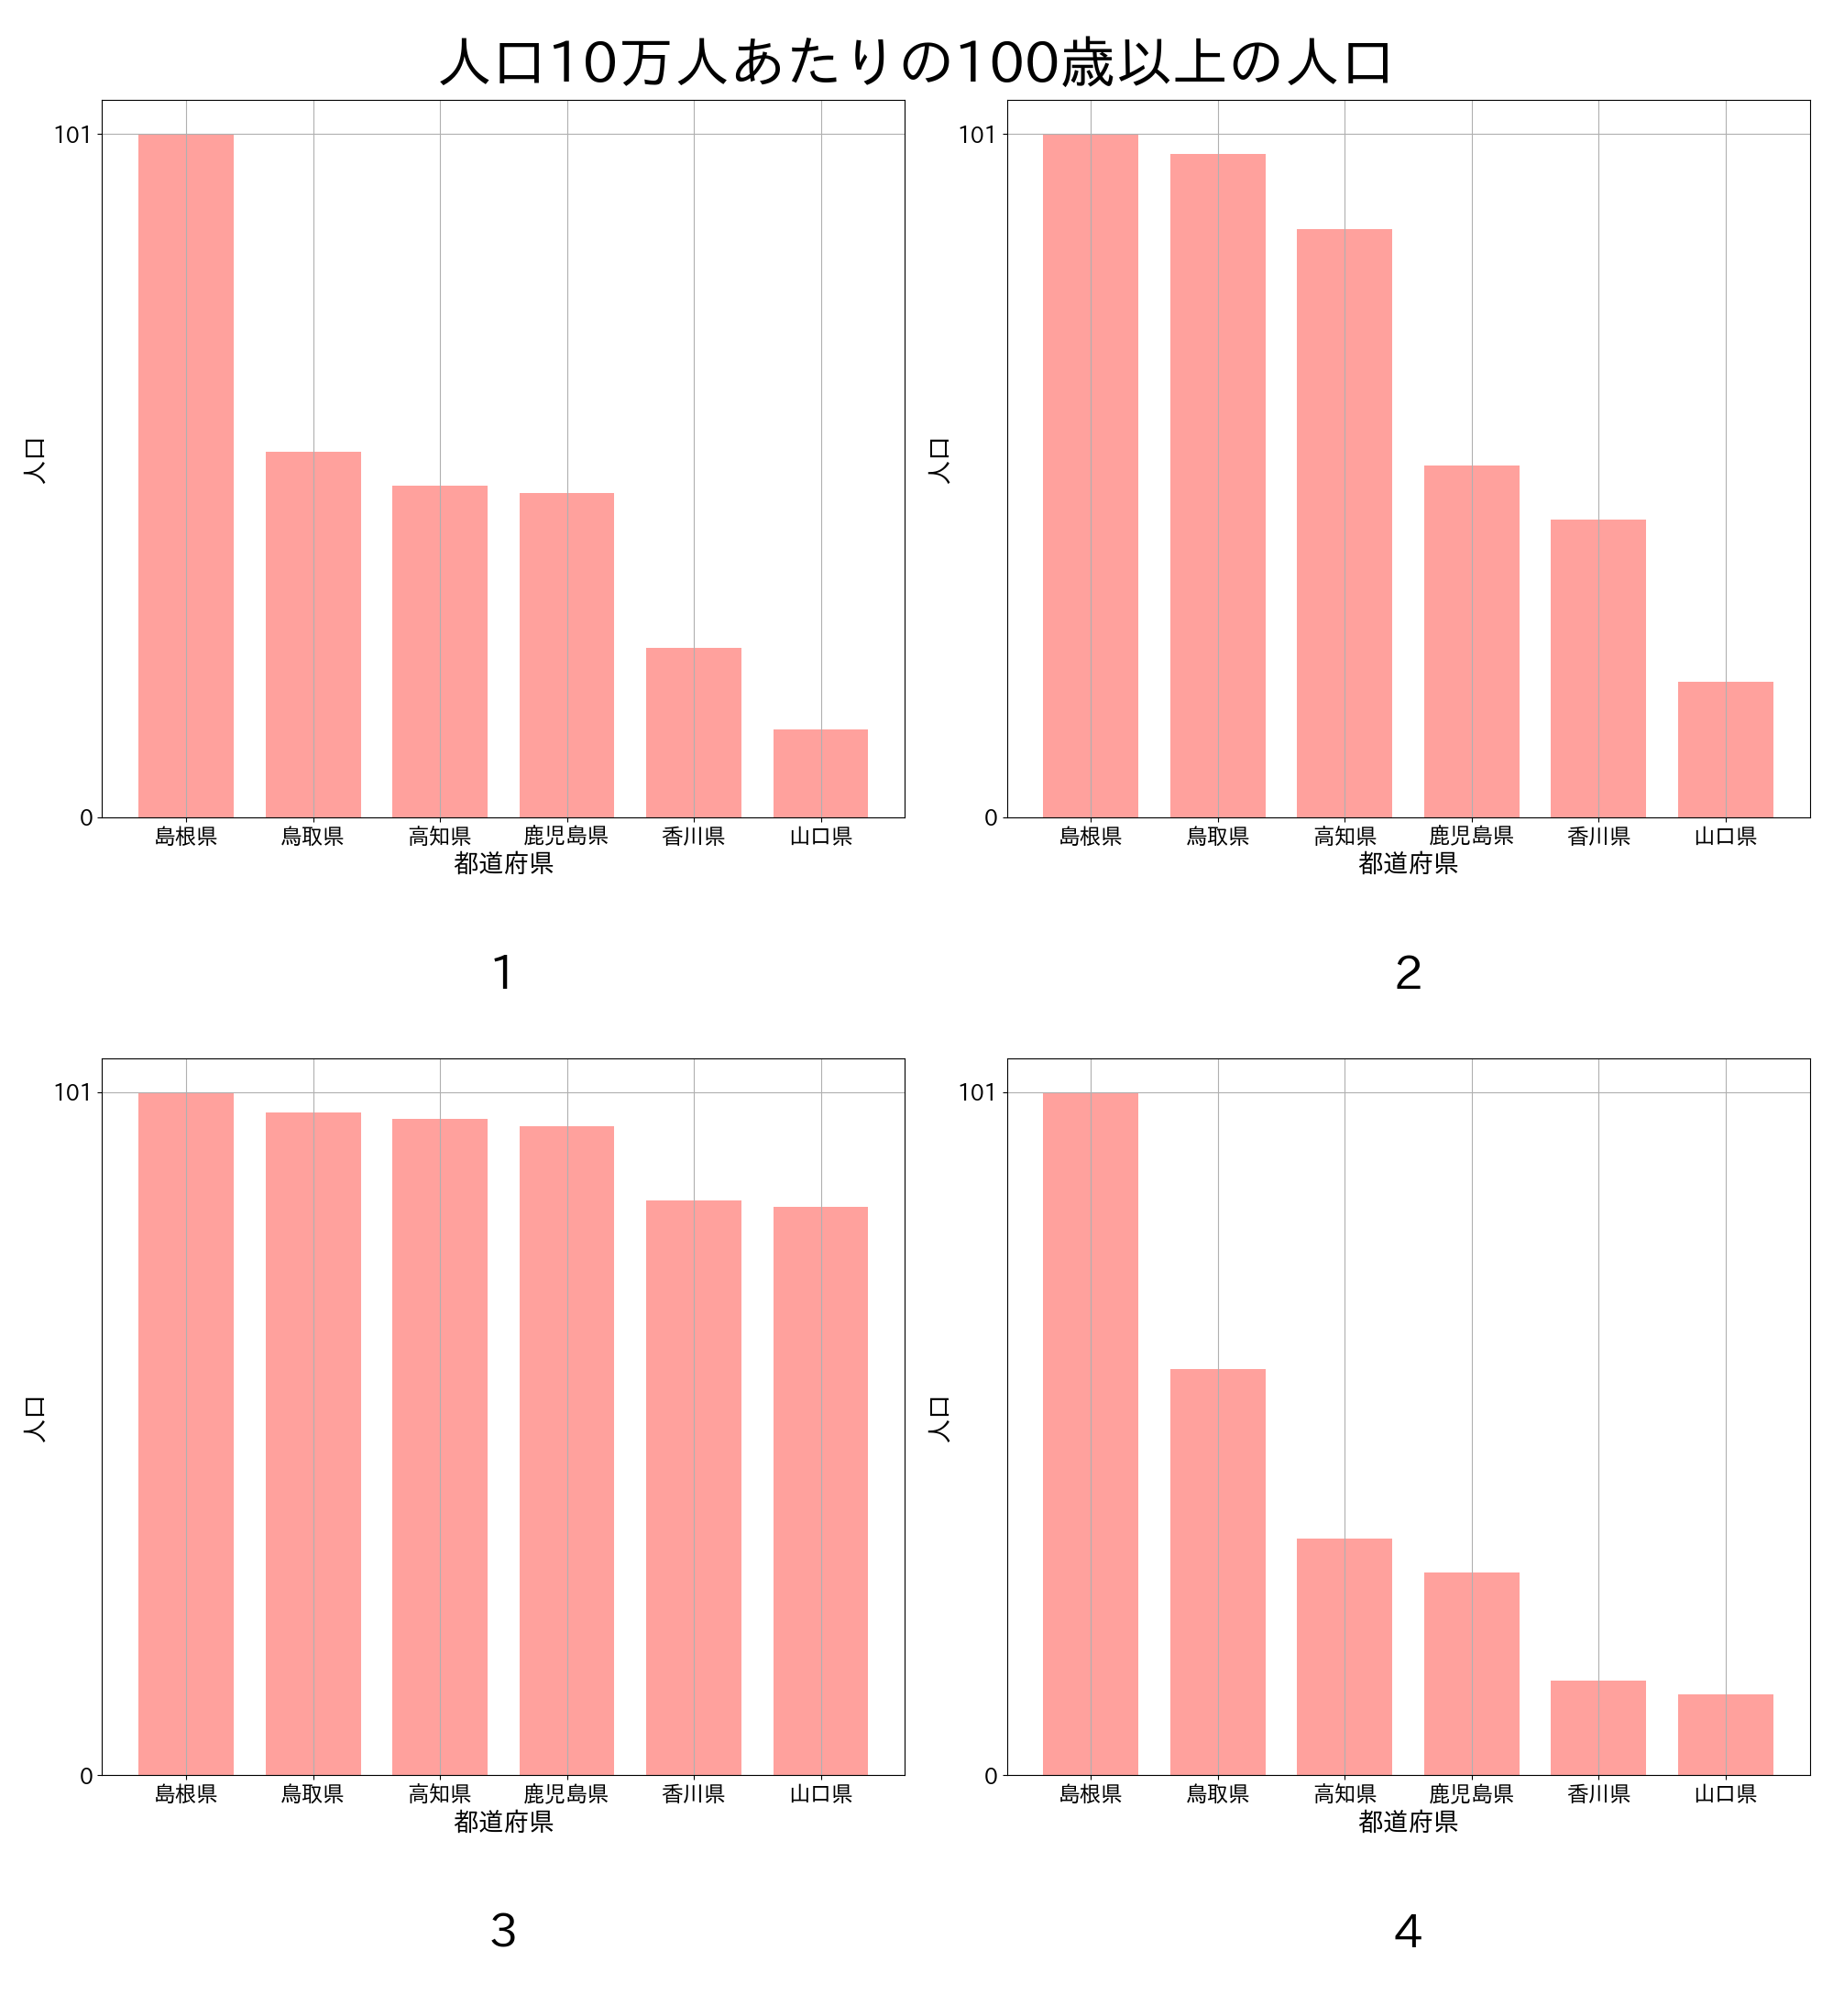 人口10万人あたりの100歳以上の人口
101
0
人口
島根県 鳥取県 高知県 鹿児島県 香川県 山口県
都道府県
1
101
0
人口
島根県 鳥取県 高知県 鹿児島県 香川県 山口県
都道府県
2
101
0
人口
島根県 鳥取県 高知県 鹿児島県 香川県 山口県
都道府県
3
101
0
人口
島根県 鳥取県 高知県 鹿児島県 香川県 山口県
都道府県
4